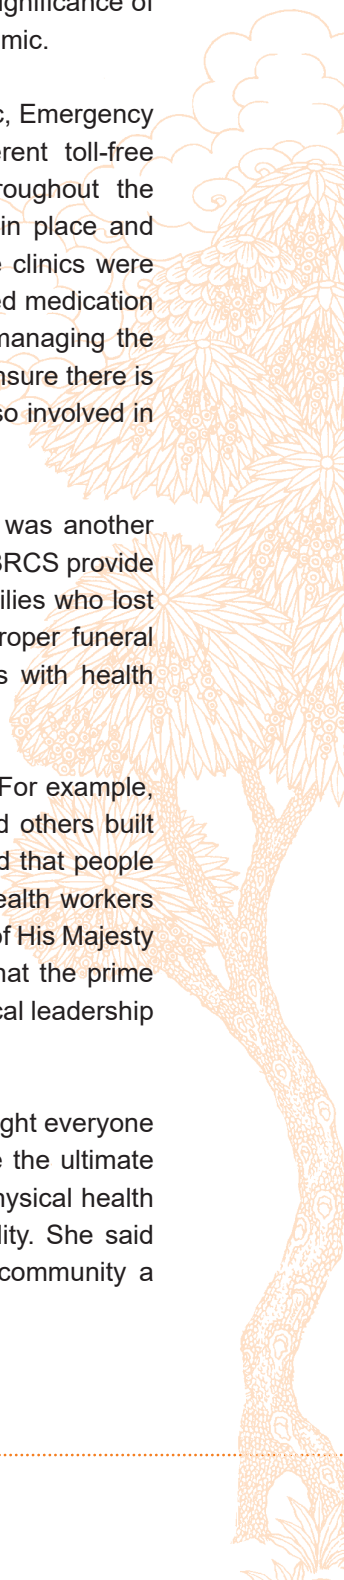 gnificance of
mic.
c, Emergency
erent toll-free
roughout the
in place and
e clinics were
ed medication
managing the
nsure there is
so involved in
was another
BRCS provide
ilies who lost
roper funeral
s with health
For example,
d others built
d that people
ealth workers
of His Majesty
hat the prime
cal leadership
ght everyone
e the ultimate
hysical health
lity. She said
community a